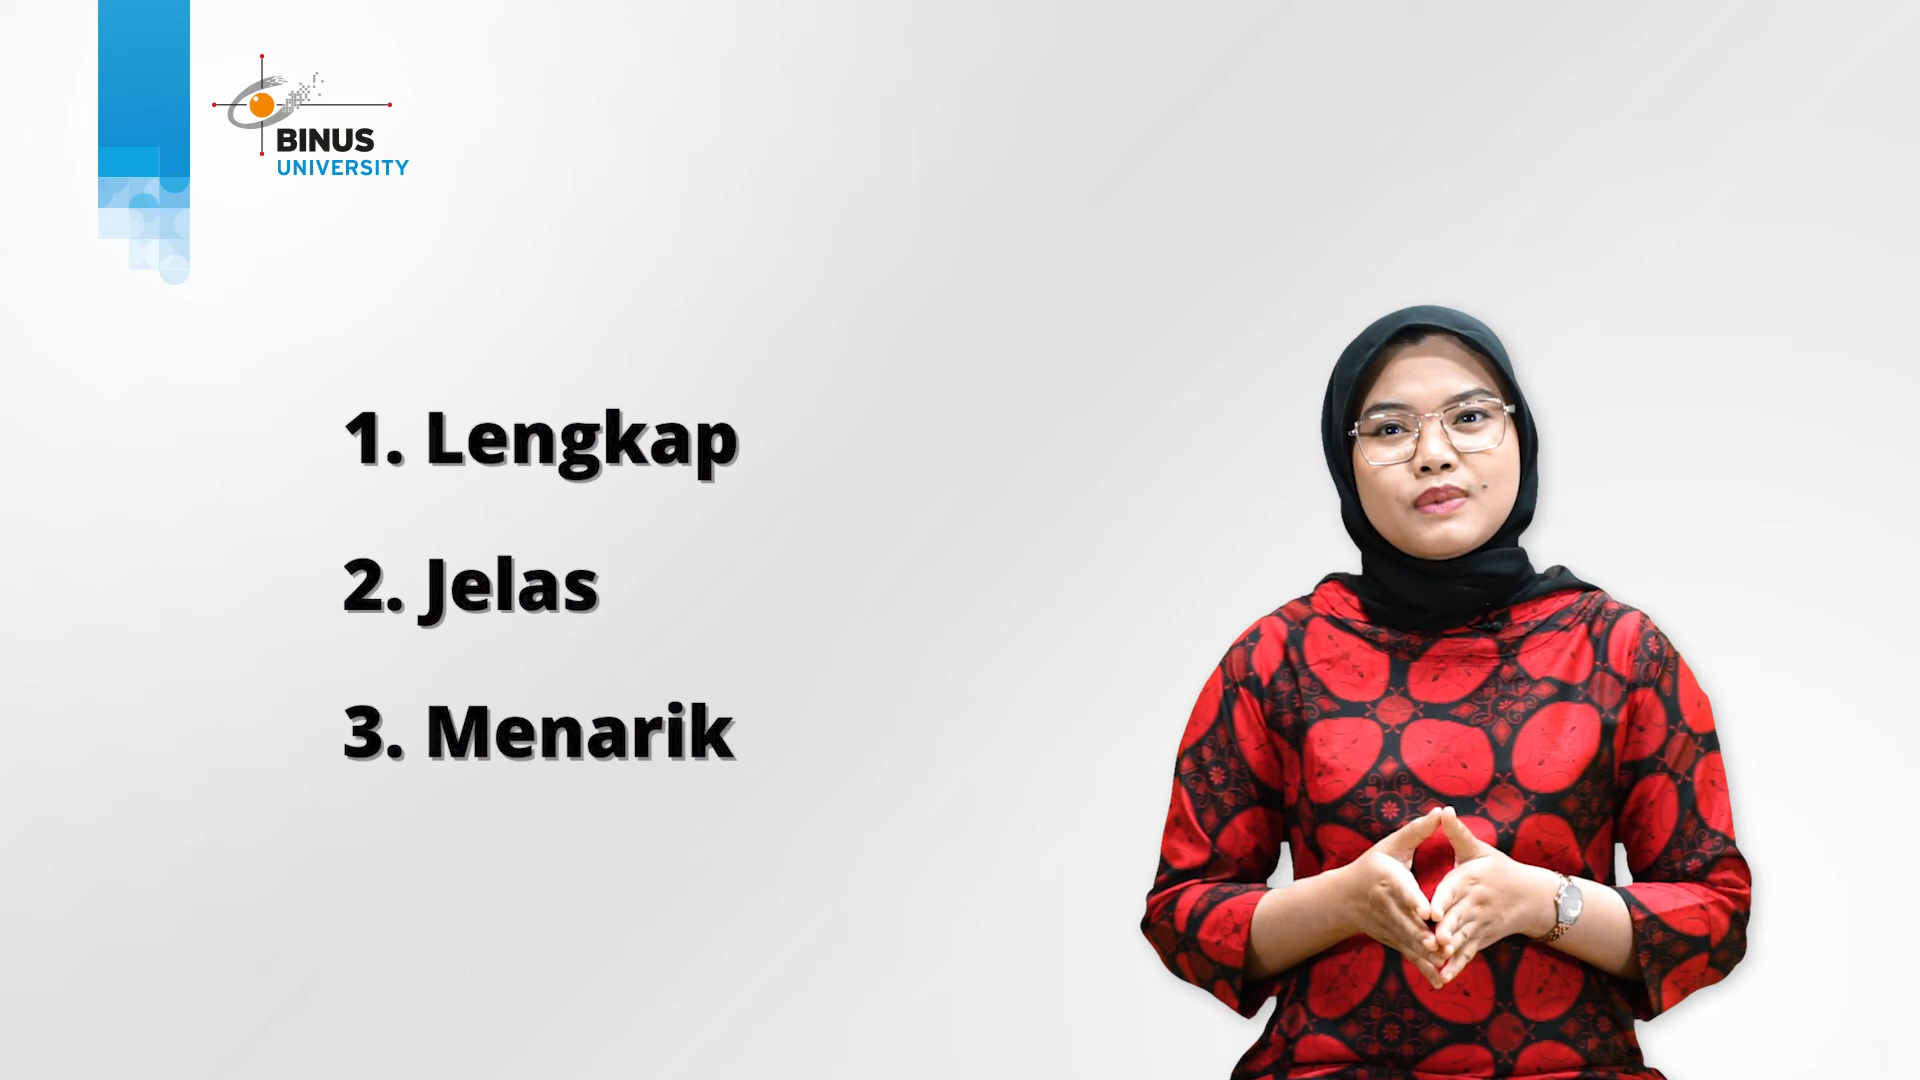 BINUS
UNIVERSITY
1. Lengkap
2. Jelas
3. Menarik